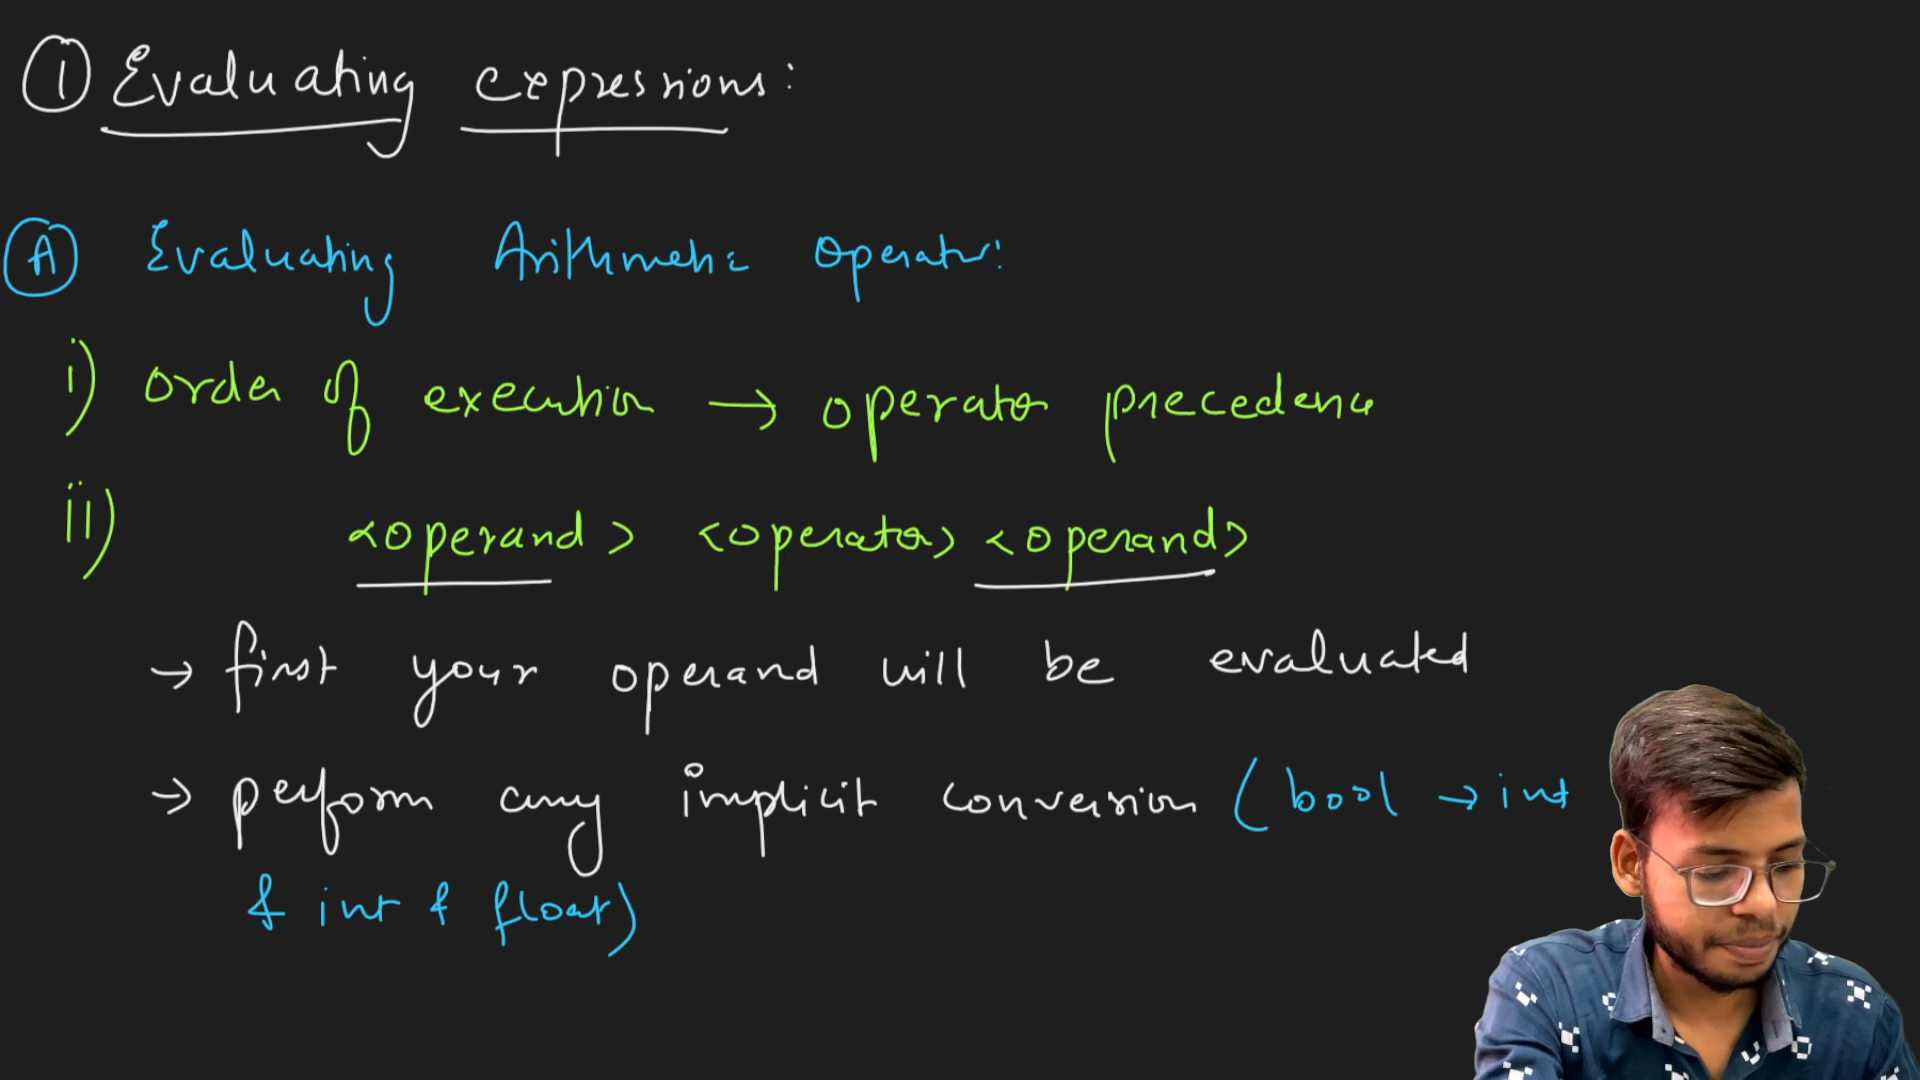 ① Evaluating expressions:
Ⓐ Evaluating Arithmetic operator:
i) order of execution → operator precedence
ii) <operand> <operator> <operand>
→ first your operand will be evaluated
→ perform any implicit conversion (bool → int
& int & float)